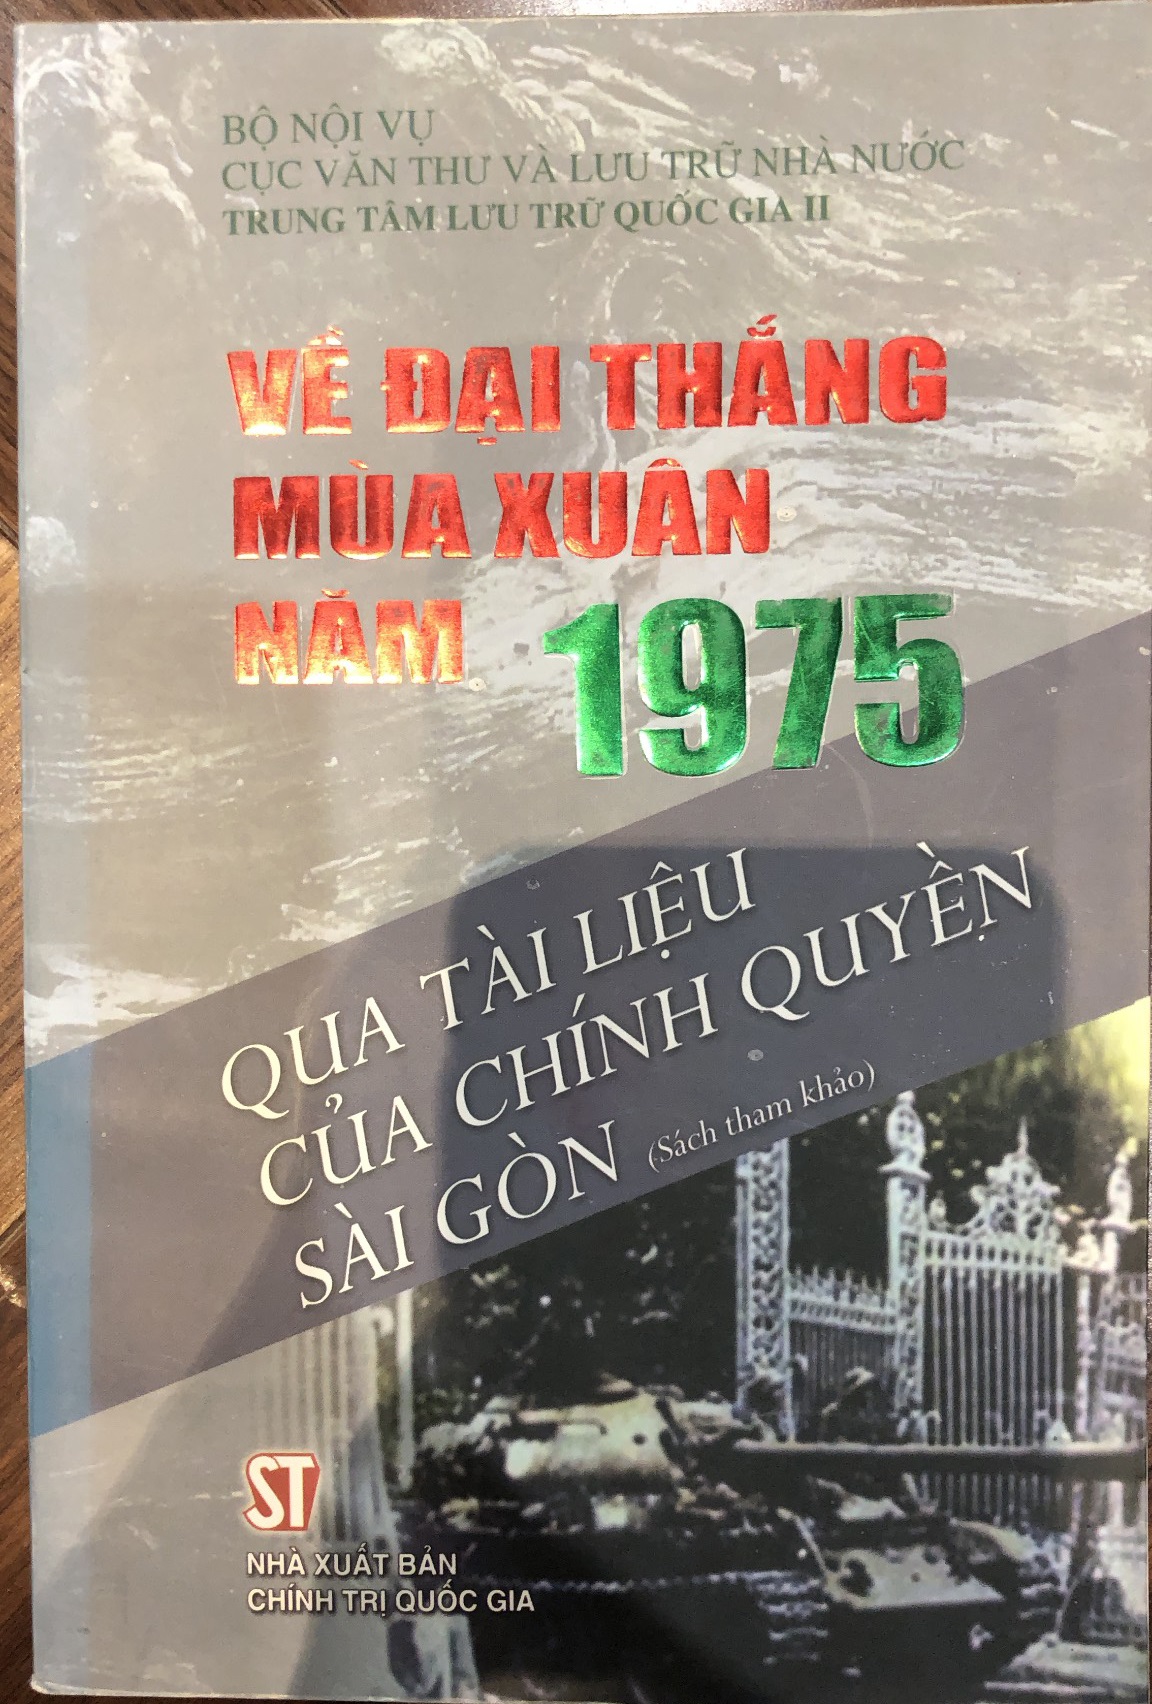 BỘ NỘI VỤ
CỤC VĂN THƯ VÀ LƯU TRỮ NHÀ NƯỚC
TRUNG TÂM LƯU TRỮ QUỐC GIA II
VỀ ĐẠI THẮNG
MÙA XUÂN
NĂM 1975
QUA TÀI LIỆU
CỦA CHÍNH QUYỀN
SÀI GÒN (Sách tham khảo)
ST
NHÀ XUẤT BẢN
CHÍNH TRỊ QUỐC GIA